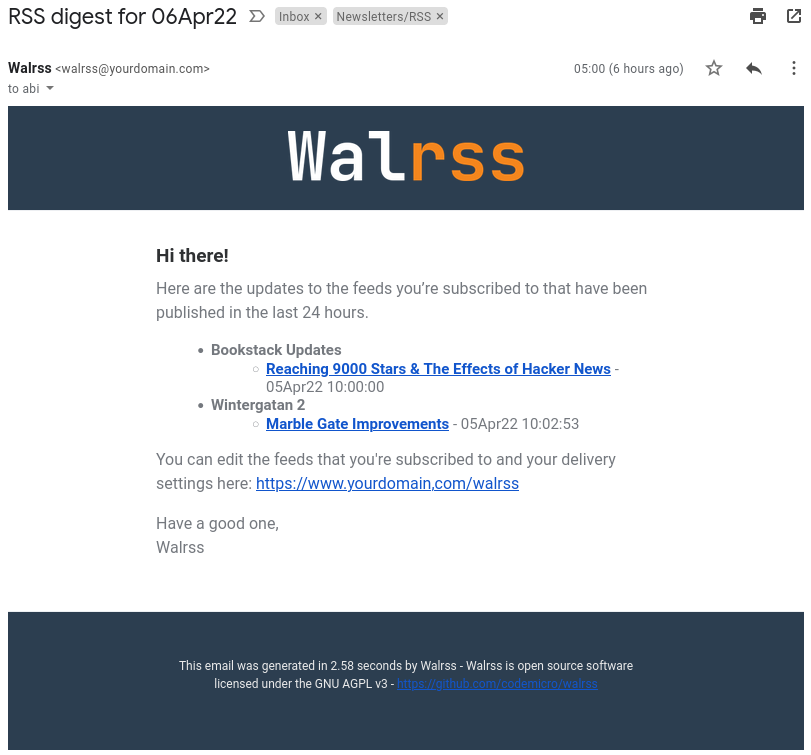 RSS digest for 06Apr22 Inbox × Newsletters/RSS ×
Walrss <walrss@yourdomain.com> 05:00 (6 hours ago)
to abi
Walrss
Hi there!
Here are the updates to the feeds you’re subscribed to that have been
published in the last 24 hours.
• Bookstack Updates
○ Reaching 9000 Stars & The Effects of Hacker News -
05Apr22 10:00:00
• Wintergatan 2
○ Marble Gate Improvements - 05Apr22 10:02:53
You can edit the feeds that you're subscribed to and your delivery
settings here: https://www.yourdomain,com/walrss
Have a good one,
Walrss
This email was generated in 2.58 seconds by Walrss - Walrss is open source software
licensed under the GNU AGPL v3 - https://github.com/codemicro/walrss